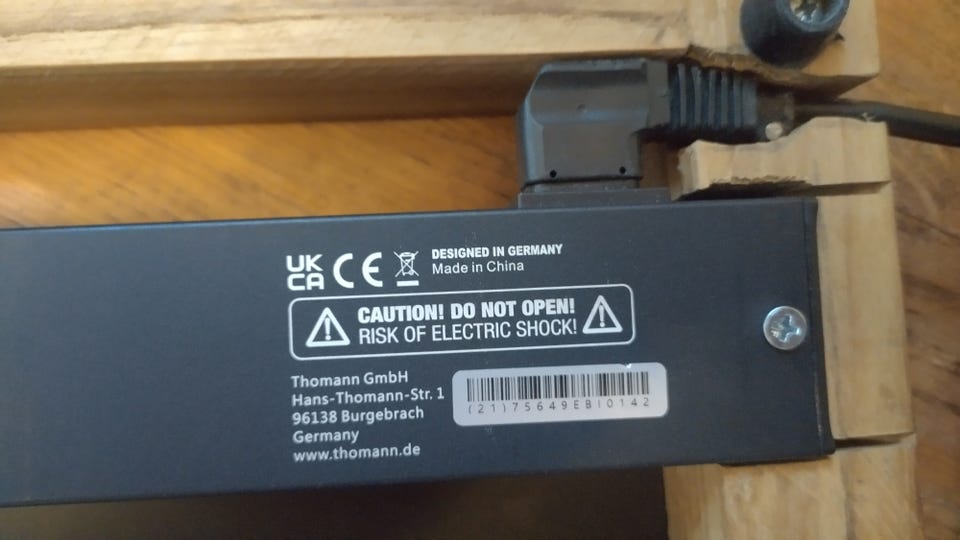 UK
CA CE
DESIGNED IN GERMANY
Made in China
CAUTION! DO NOT OPEN!
RISK OF ELECTRIC SHOCK!
Thomann GmbH
Hans-Thomann-Str. 1
96138 Burgebrach
Germany
www.thomann.de
(21)75649EBI0142